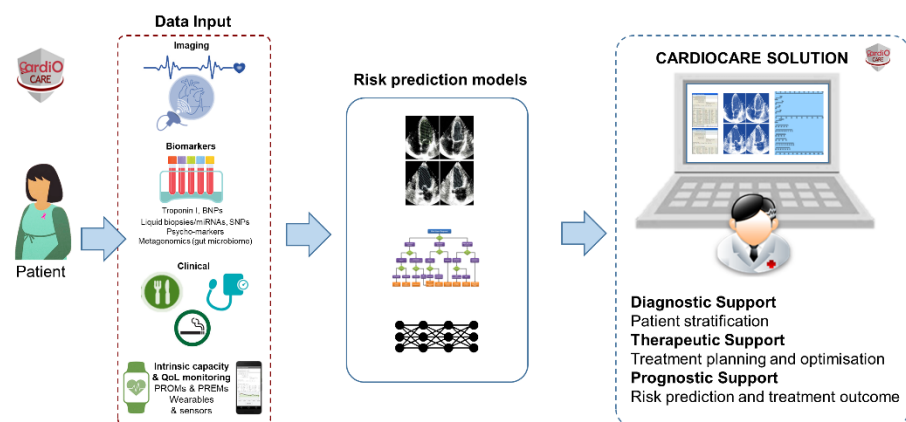 cardiO
CARE
Patient
Data Input
Imaging
Biomarkers
Troponin I, BNPs
Liquid biopsies/miRNAs, SNPs
Psycho-markers
Metagonomics (gut microbiome)
Clinical
Intrinsic capacity
& QoL monitoring
PROMs & PREMs
Wearables
& sensors
Risk prediction models
CARDIOCARE SOLUTION
cardiO
CARE
Diagnostic Support
Patient stratification
Therapeutic Support
Treatment planning and optimisation
Prognostic Support
Risk prediction and treatment outcome